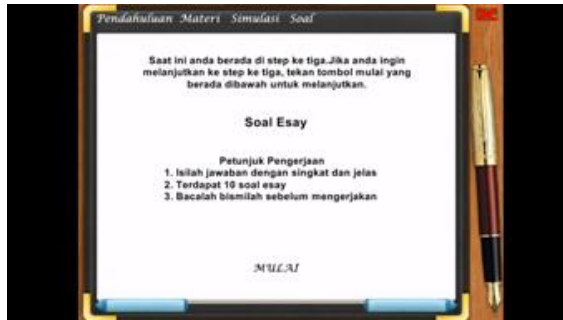 Pendahuluan Materi Simulasi Soal
Saat ini anda berada di step ke tiga.Jika anda ingin
melanjutkan ke step ke tiga, tekan tombol mulai yang
berada dibawah untuk melanjutkan.
Soal Esay
Petunjuk Pengerjaan
1. Isilah jawaban dengan singkat dan jelas
2. Terdapat 10 soal esay
3. Bacalah bismilah sebelum mengerjakan
MULAI